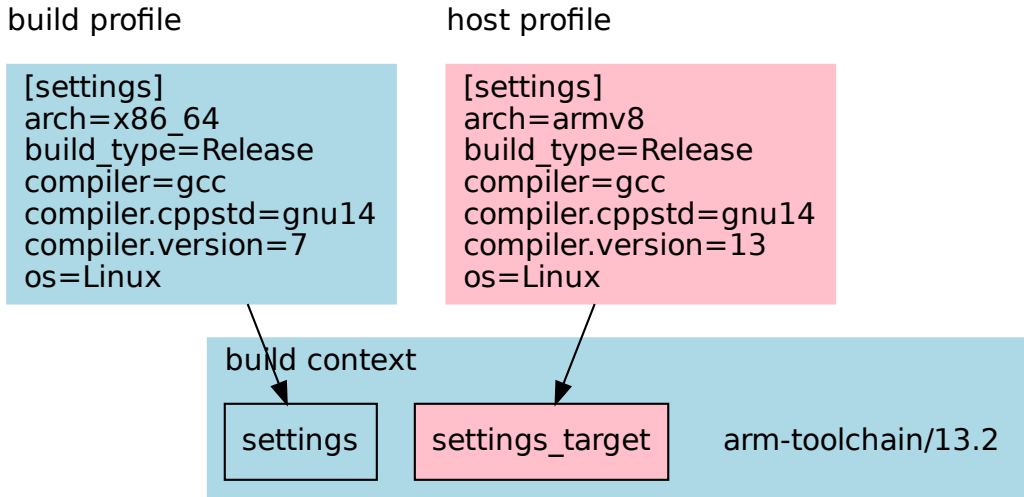 build profile
[settings]
arch=x86_64
build_type=Release
compiler=gcc
compiler.cppstd=gnu14
compiler.version=7
os=Linux
host profile
[settings]
arch=armv8
build_type=Release
compiler=gcc
compiler.cppstd=gnu14
compiler.version=13
os=Linux
build context
settings
settings_target
arm-toolchain/13.2